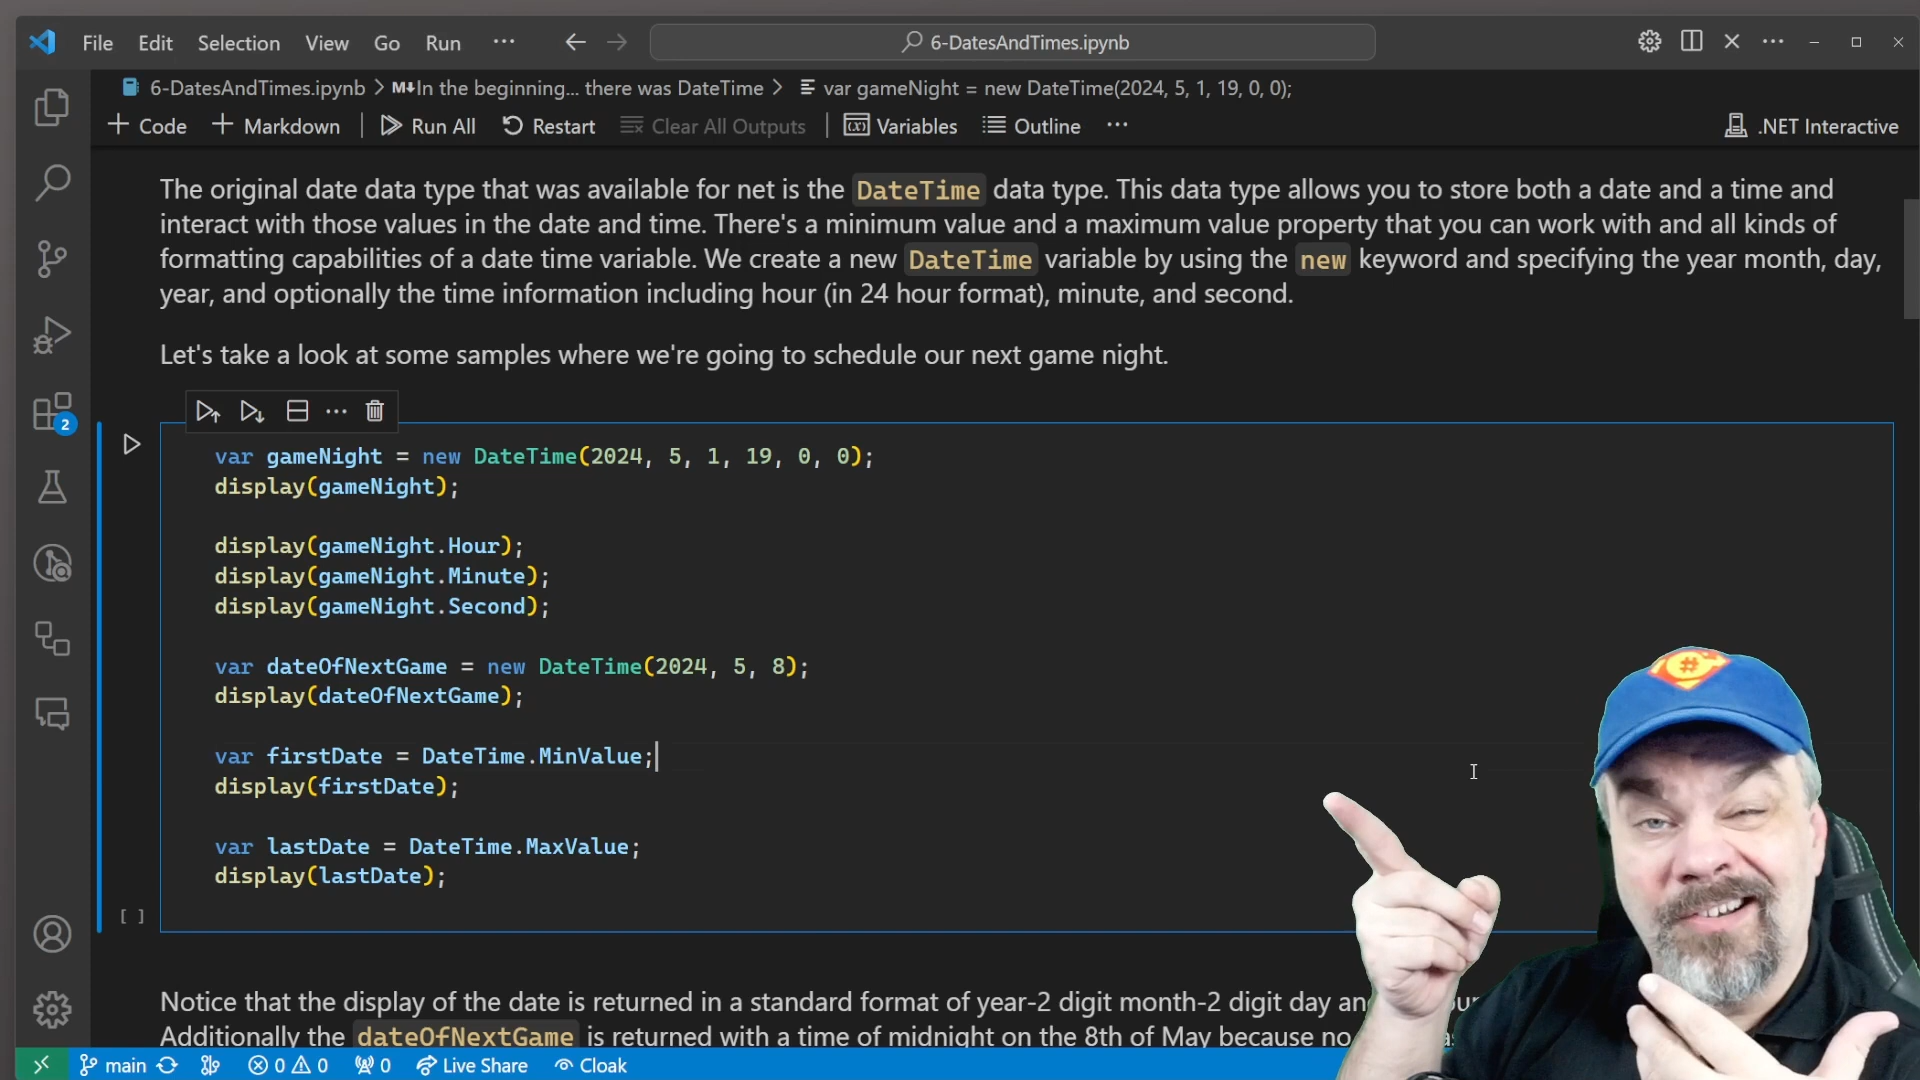 File Edit Selection View Go Run ··· 6-DatesAndTimes.ipynb
6-DatesAndTimes.ipynb > M↓In the beginning... there was DateTime > var gameNight = new DateTime(2024, 5, 1, 19, 0, 0);
+ Code + Markdown Run All Restart Clear All Outputs Variables Outline ··· .NET Interactive
The original date data type that was available for net is the DateTime data type. This data type allows you to store both a date and a time and
interact with those values in the date and time. There's a minimum value and a maximum value property that you can work with and all kinds of
formatting capabilities of a date time variable. We create a new DateTime variable by using the new keyword and specifying the year month, day,
year, and optionally the time information including hour (in 24 hour format), minute, and second.
Let's take a look at some samples where we're going to schedule our next game night.
var gameNight = new DateTime(2024, 5, 1, 19, 0, 0);
display(gameNight);
display(gameNight.Hour);
display(gameNight.Minute);
display(gameNight.Second);
var dateOfNextGame = new DateTime(2024, 5, 8);
display(dateOfNextGame);
var firstDate = DateTime.MinValue;
display(firstDate);
var lastDate = DateTime.MaxValue;
display(lastDate);
[ ]
2
#
Notice that the display of the date is returned in a standard format of year-2 digit month-2 digit day
Additionally the dateOfNextGame is returned with a time of midnight on the 8th of May because no
main 0 0 0 Live Share Cloak